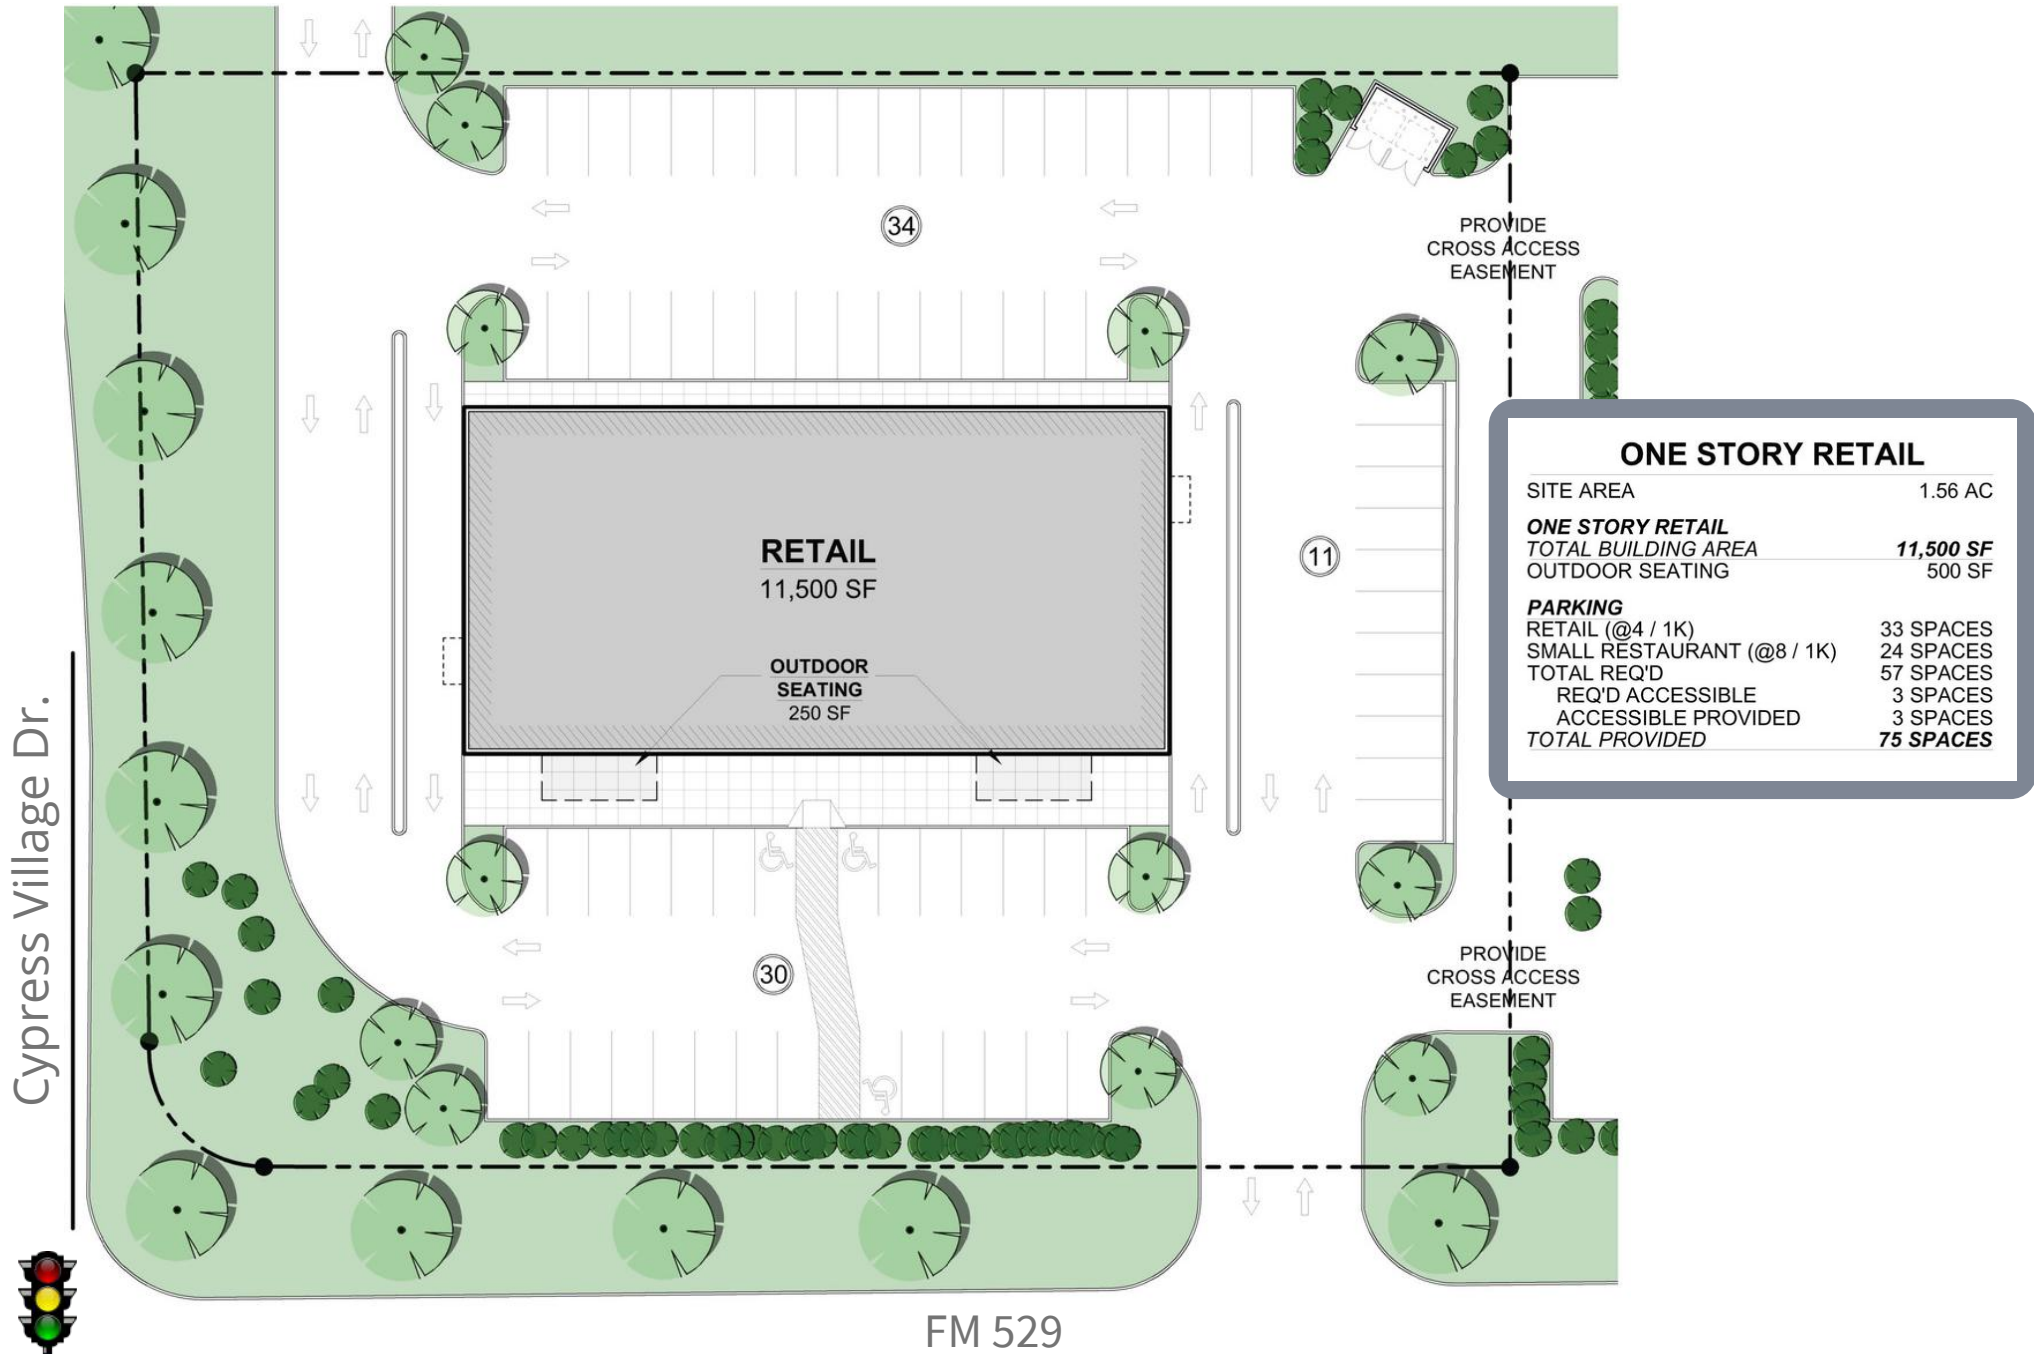 34
PROVIDE
CROSS ACCESS
EASEMENT
ONE STORY RETAIL
SITE AREA 1.56 AC
ONE STORY RETAIL
TOTAL BUILDING AREA 11,500 SF
OUTDOOR SEATING 500 SF
PARKING
RETAIL (@4 / 1K) 33 SPACES
SMALL RESTAURANT (@8 / 1K) 24 SPACES
TOTAL REQ'D 57 SPACES
REQ'D ACCESSIBLE 3 SPACES
ACCESSIBLE PROVIDED 3 SPACES
TOTAL PROVIDED 75 SPACES
RETAIL
11,500 SF
11
OUTDOOR
SEATING
250 SF
Cypress Village Dr.
30
PROVIDE
CROSS ACCESS
EASEMENT
FM 529